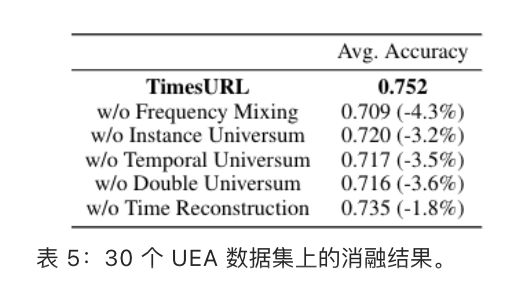 Avg. Accuracy
TimesURL 0.752
w/o Frequency Mixing 0.709 (-4.3%)
w/o Instance Universum 0.720 (-3.2%)
w/o Temporal Universum 0.717 (-3.5%)
w/o Double Universum 0.716 (-3.6%)
w/o Time Reconstruction 0.735 (-1.8%)
表 5：30 个 UEA 数据集上的消融结果。